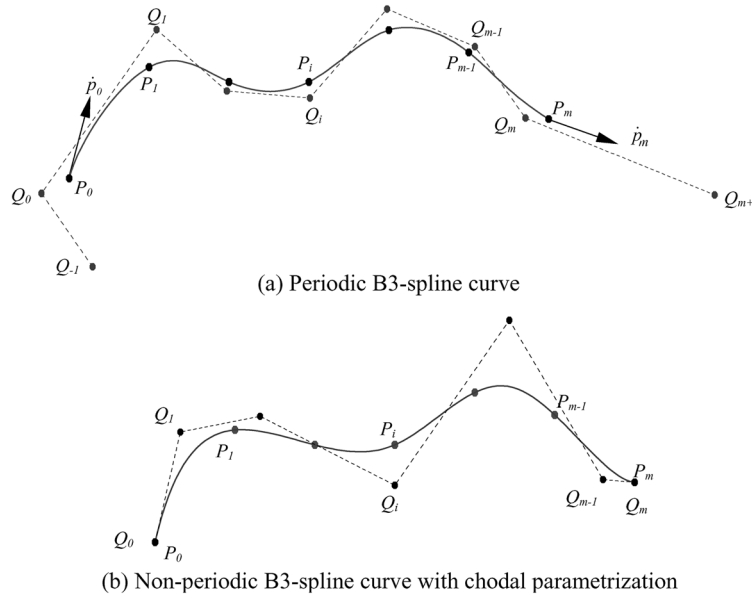 Q1
Qm-1
P1
Pi
Pm-1
ṗ0
Qi
Pm
Qm
ṗm
Q0
P0
Qm+
Q-1
(a) Periodic B3-spline curve
Q1
P1
Pi
Pm-1
Qi
Qm-1
Pm
Qm
Q0
P0
(b) Non-periodic B3-spline curve with chodal parametrization